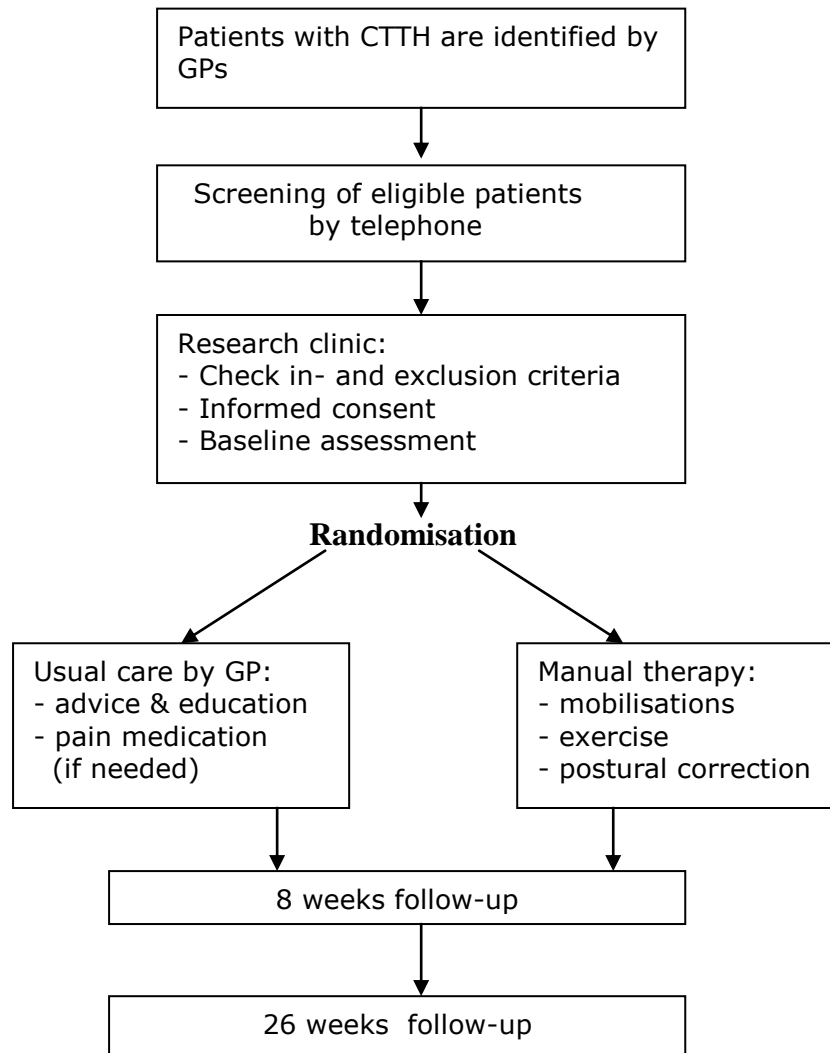 Patients with CTTH are identified by
GPs
Screening of eligible patients
by telephone
Research clinic:
- Check in- and exclusion criteria
- Informed consent
- Baseline assessment
Randomisation
Usual care by GP:
- advice & education
- pain medication
(if needed)
Manual therapy:
- mobilisations
- exercise
- postural correction
8 weeks follow-up
26 weeks follow-up